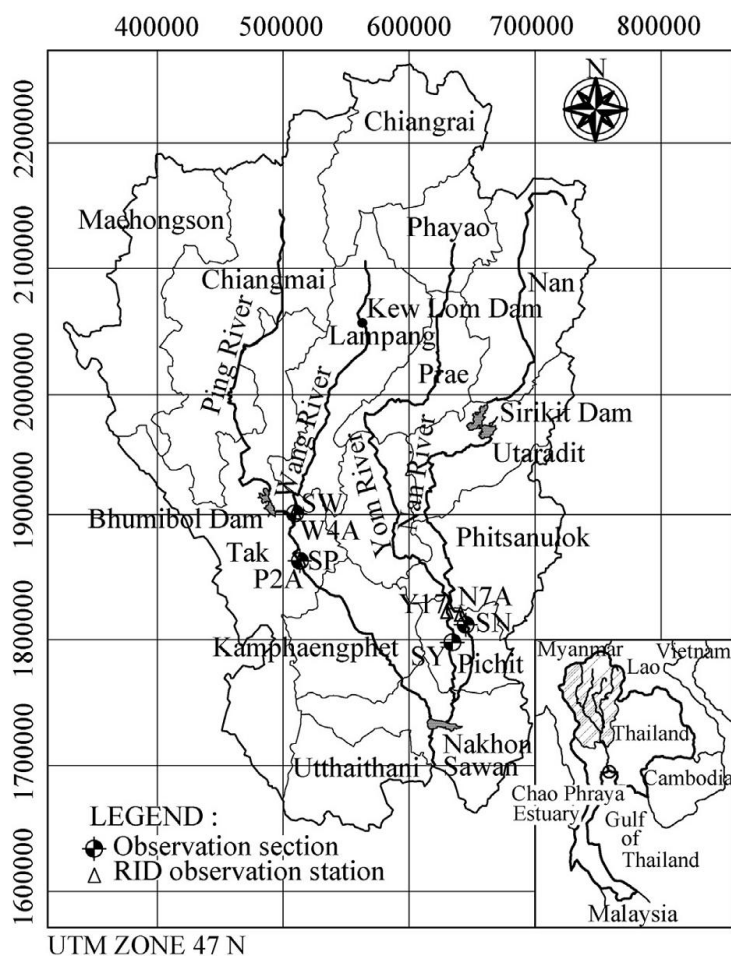 400000 500000 600000 700000 800000
N
2200000
Chiangrai
Maehongson
Phayao
2100000
Chiangmai
Nan
Kew Lom Dam
Lampang
Ping River
2000000
Prae
Sirikit Dam
Wang River
Yom River
Nan River
Utaradit
1900000
SW
Bhumibol Dam
W4A
Phitsanulok
Tak
SP
P2A
Y17
N7A
SN
1800000
Kamphaengphet
SY
Pichit
Myanmar
Vietnam
Lao
Nakhon
Sawan
Thailand
1700000
Utthaithani
Cambodia
Chao Phraya
Estuary
LEGEND :
Gulf
of
Thailand
Observation section
RID observation station
1600000
Malaysia
UTM ZONE 47 N